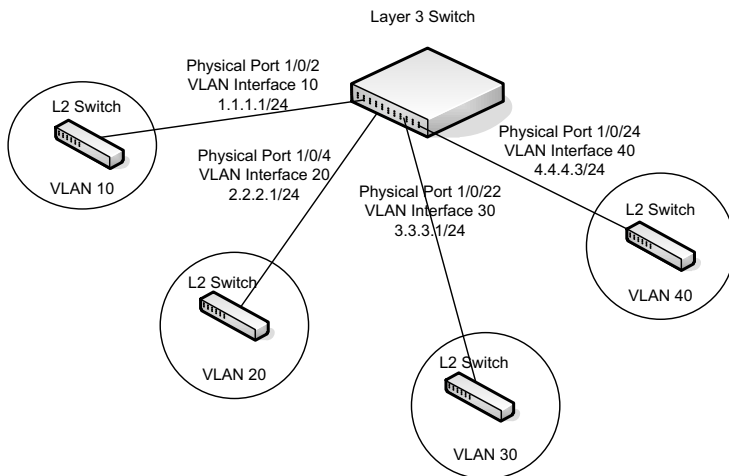 Layer 3 Switch
Physical Port 1/0/2
VLAN Interface 10
1.1.1.1/24
L2 Switch
VLAN 10
Physical Port 1/0/4
VLAN Interface 20
2.2.2.1/24
L2 Switch
VLAN 20
Physical Port 1/0/22
VLAN Interface 30
3.3.3.1/24
L2 Switch
VLAN 30
Physical Port 1/0/24
VLAN Interface 40
4.4.4.3/24
L2 Switch
VLAN 40